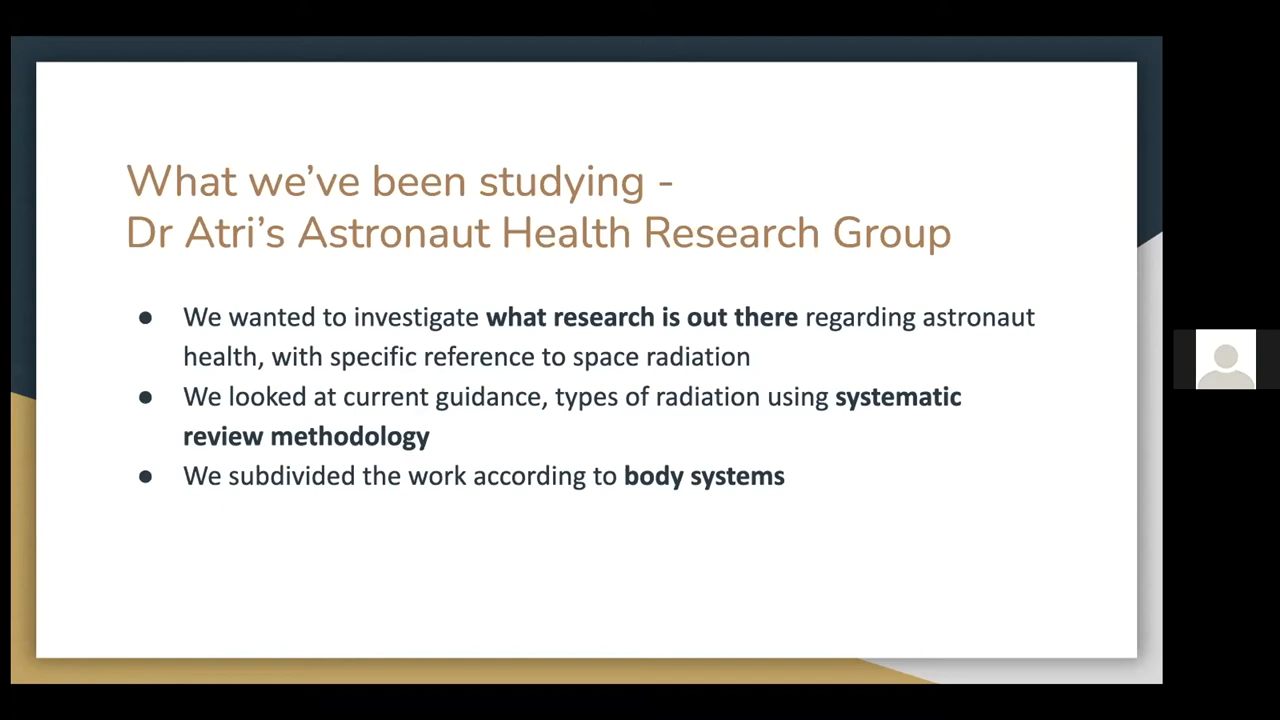 What we’ve been studying -
Dr Atri’s Astronaut Health Research Group
● We wanted to investigate what research is out there regarding astronaut
health, with specific reference to space radiation
● We looked at current guidance, types of radiation using systematic
review methodology
● We subdivided the work according to body systems